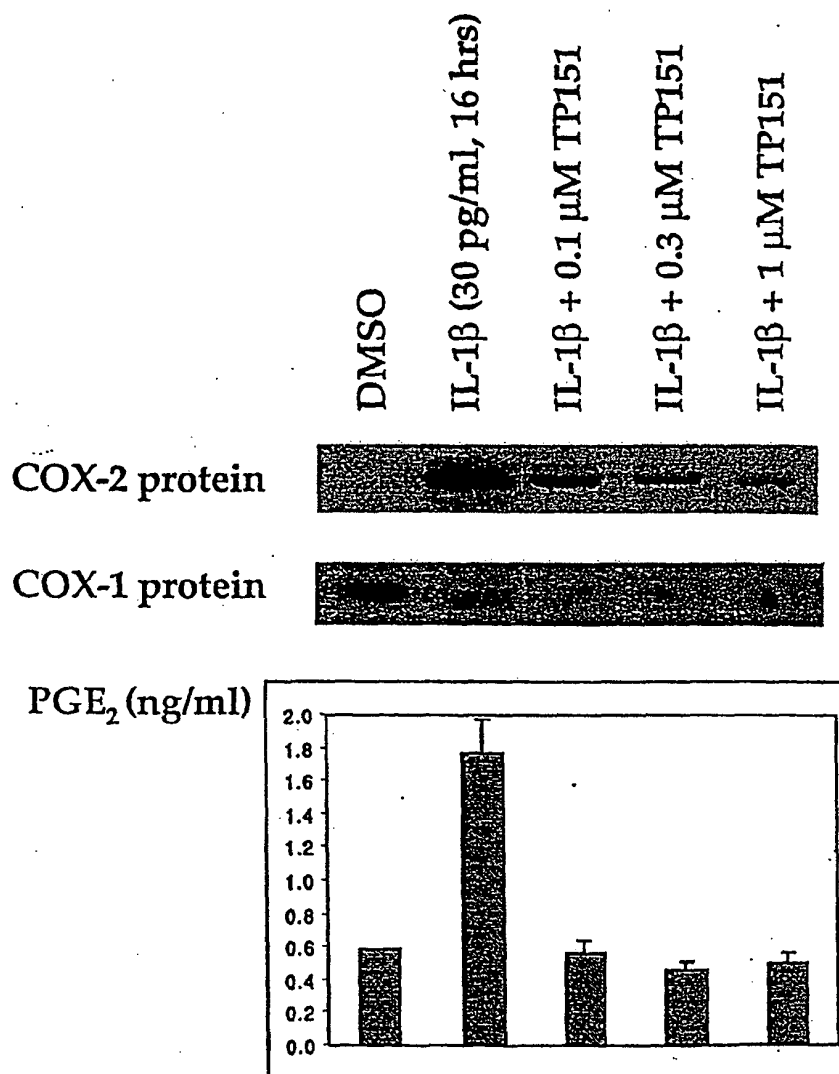 DMSO
IL-1β (30 pg/ml, 16 hrs)
IL-1β + 0.1 μM TP151
IL-1β + 0.3 μM TP151
IL-1β + 1 μM TP151
COX-2 protein
COX-1 protein
PGE₂ (ng/ml)
2.0
1.8
1.6
1.4
1.2
1.0
0.8
0.6
0.4
0.2
0.0